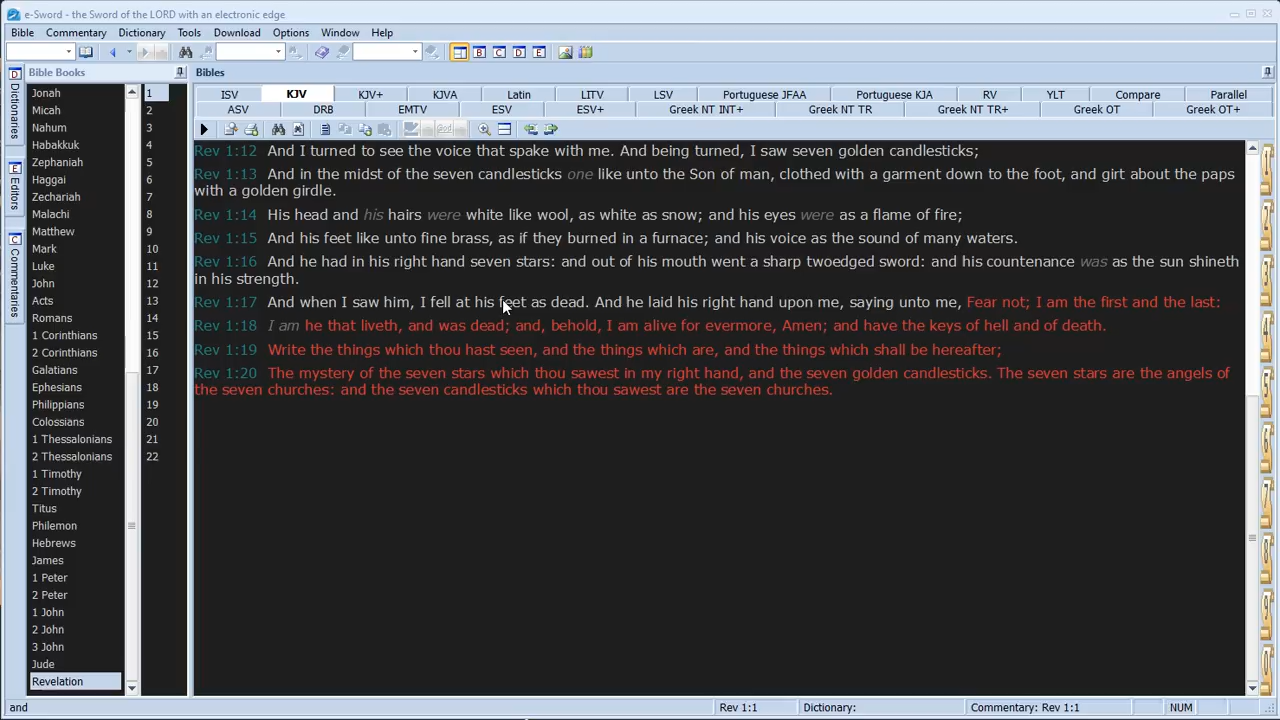 e-Sword - the Sword of the LORD with an electronic edge
Bible Commentary Dictionary Tools Download Options Window Help
B C D E
Bible Books
Bibles
D Dictionaries
E Editors
C Commentaries
Jonah
Micah
Nahum
Habakkuk
Zephaniah
Haggai
Zechariah
Malachi
Matthew
Mark
Luke
John
Acts
Romans
1 Corinthians
2 Corinthians
Galatians
Ephesians
Philippians
Colossians
1 Thessalonians
2 Thessalonians
1 Timothy
2 Timothy
Titus
Philemon
Hebrews
James
1 Peter
2 Peter
1 John
2 John
3 John
Jude
Revelation
1
2
3
4
5
6
7
8
9
10
11
12
13
14
15
16
17
18
19
20
21
22
ISV KJV KJV+ KJVA Latin LITV LSV Portuguese JFAA Portuguese KJA RV YLT Compare Parallel
ASV DRB EMTV ESV ESV+ Greek NT INT+ Greek NT TR Greek NT TR+ Greek OT Greek OT+
Rev 1:12 And I turned to see the voice that spake with me. And being turned, I saw seven golden candlesticks;
Rev 1:13 And in the midst of the seven candlesticks one like unto the Son of man, clothed with a garment down to the foot, and girt about the paps
with a golden girdle.
Rev 1:14 His head and his hairs were white like wool, as white as snow; and his eyes were as a flame of fire;
Rev 1:15 And his feet like unto fine brass, as if they burned in a furnace; and his voice as the sound of many waters.
Rev 1:16 And he had in his right hand seven stars: and out of his mouth went a sharp twoedged sword: and his countenance was as the sun shineth
in his strength.
Rev 1:17 And when I saw him, I fell at his feet as dead. And he laid his right hand upon me, saying unto me, Fear not; I am the first and the last:
Rev 1:18 I am he that liveth, and was dead; and, behold, I am alive for evermore, Amen; and have the keys of hell and of death.
Rev 1:19 Write the things which thou hast seen, and the things which are, and the things which shall be hereafter;
Rev 1:20 The mystery of the seven stars which thou sawest in my right hand, and the seven golden candlesticks. The seven stars are the angels of
the seven churches: and the seven candlesticks which thou sawest are the seven churches.
and Rev 1:1 Dictionary: Commentary: Rev 1:1 NUM